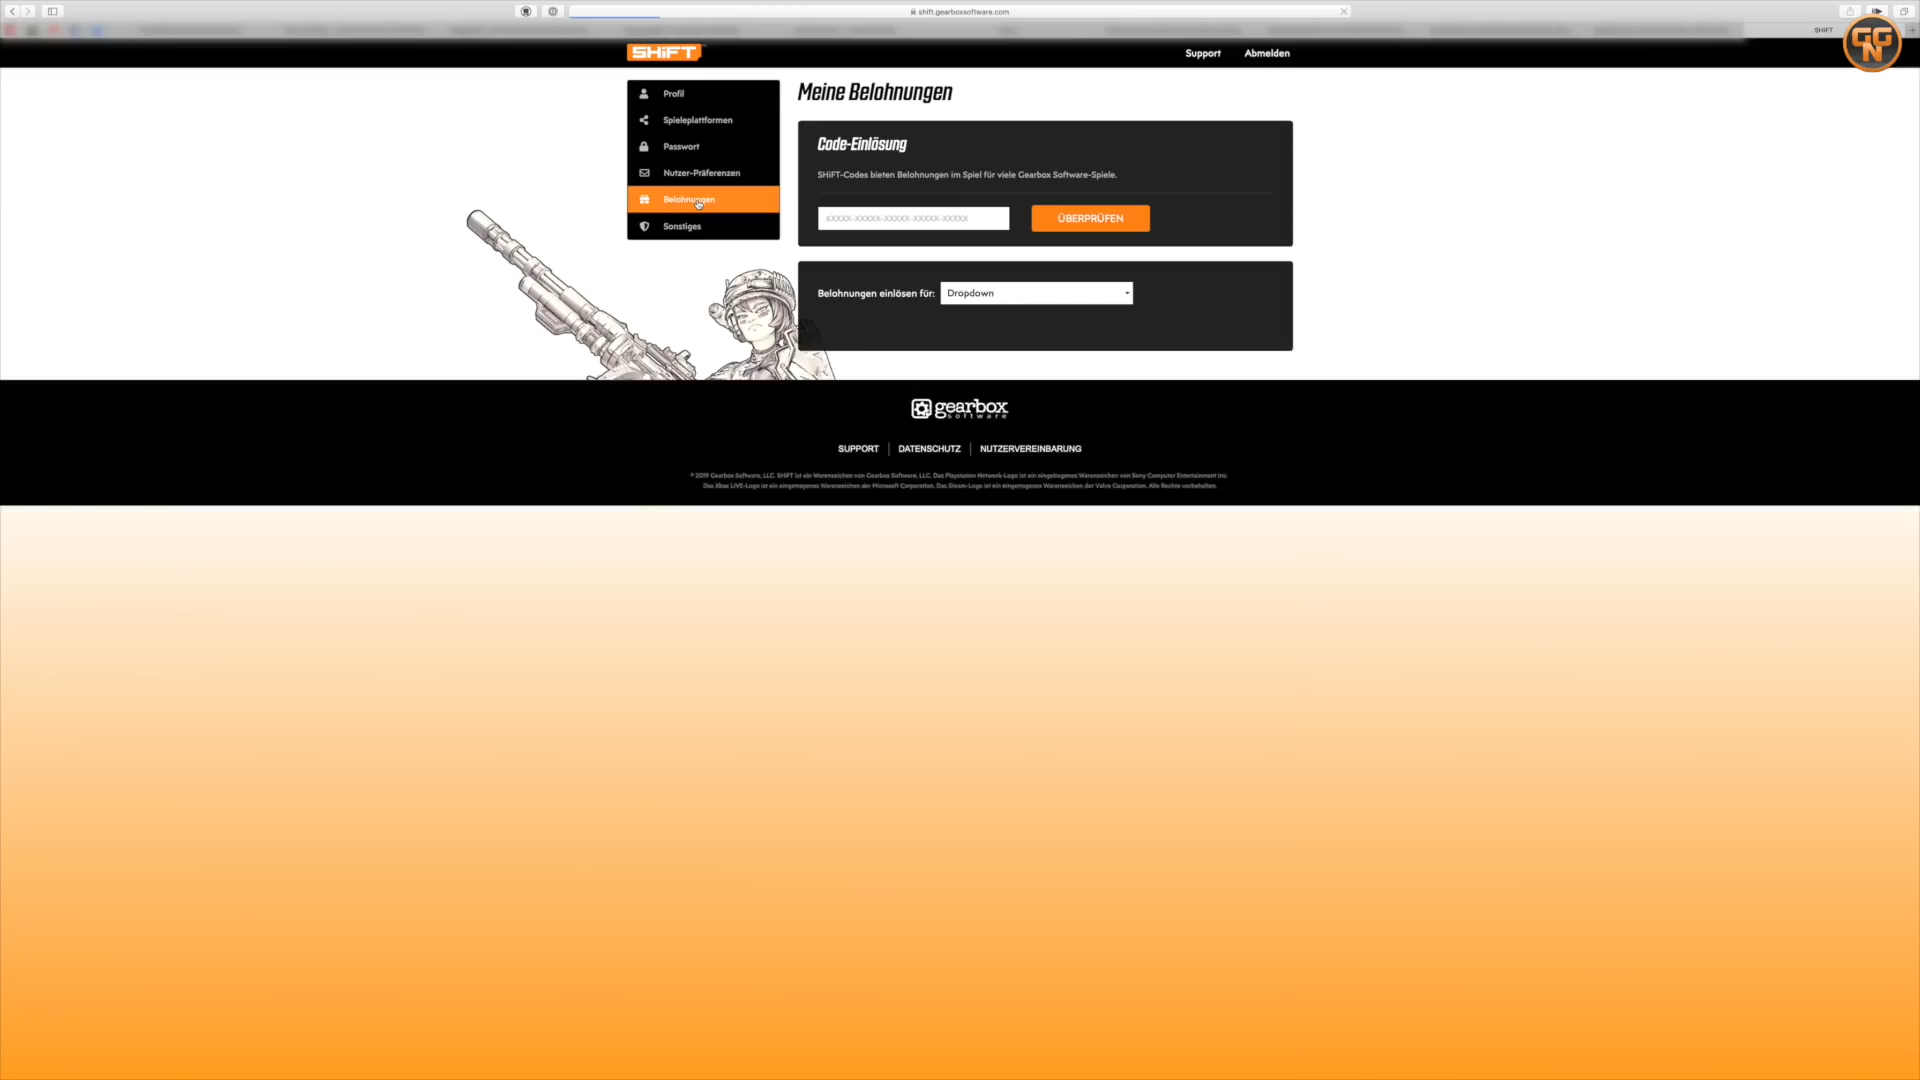 shift.gearboxsoftware.com
SHiFT
GGN
SHiFT
Support
Abmelden
Profil
Spieleplattformen
Passwort
Nutzer-Präferenzen
Belohnungen
Sonstiges
Meine Belohnungen
Code-Einlösung
SHiFT-Codes bieten Belohnungen im Spiel für viele Gearbox Software-Spiele.
XXXXX-XXXXX-XXXXX-XXXXX-XXXXX
ÜBERPRÜFEN
Belohnungen einlösen für:
Dropdown
gearbox
software
SUPPORT
DATENSCHUTZ
NUTZERVEREINBARUNG
© 2019 Gearbox Software, LLC. SHiFT ist ein Warenzeichen von Gearbox Software, LLC. Das Playstation Network-Logo ist ein eingetragenes Warenzeichen von Sony Computer Entertainment Inc.
Das Xbox LIVE-Logo ist ein eingetragenes Warenzeichen der Microsoft Corporation. Das Steam-Logo ist ein eingetragenes Warenzeichen der Valve Corporation. Alle Rechte vorbehalten.